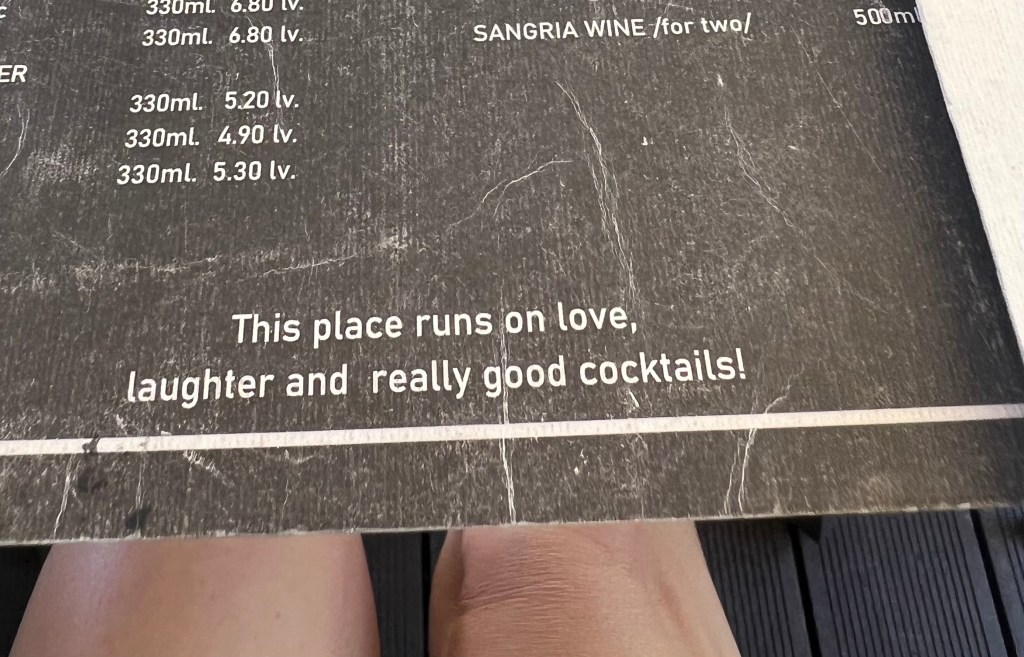 330ml. 6.80 lv.
330ml. 6.80 lv.
ER
330ml. 5.20 lv.
330ml. 4.90 lv.
330ml. 5.30 lv.
SANGRIA WINE /for two/ 500ml
This place runs on love,
laughter and really good cocktails!